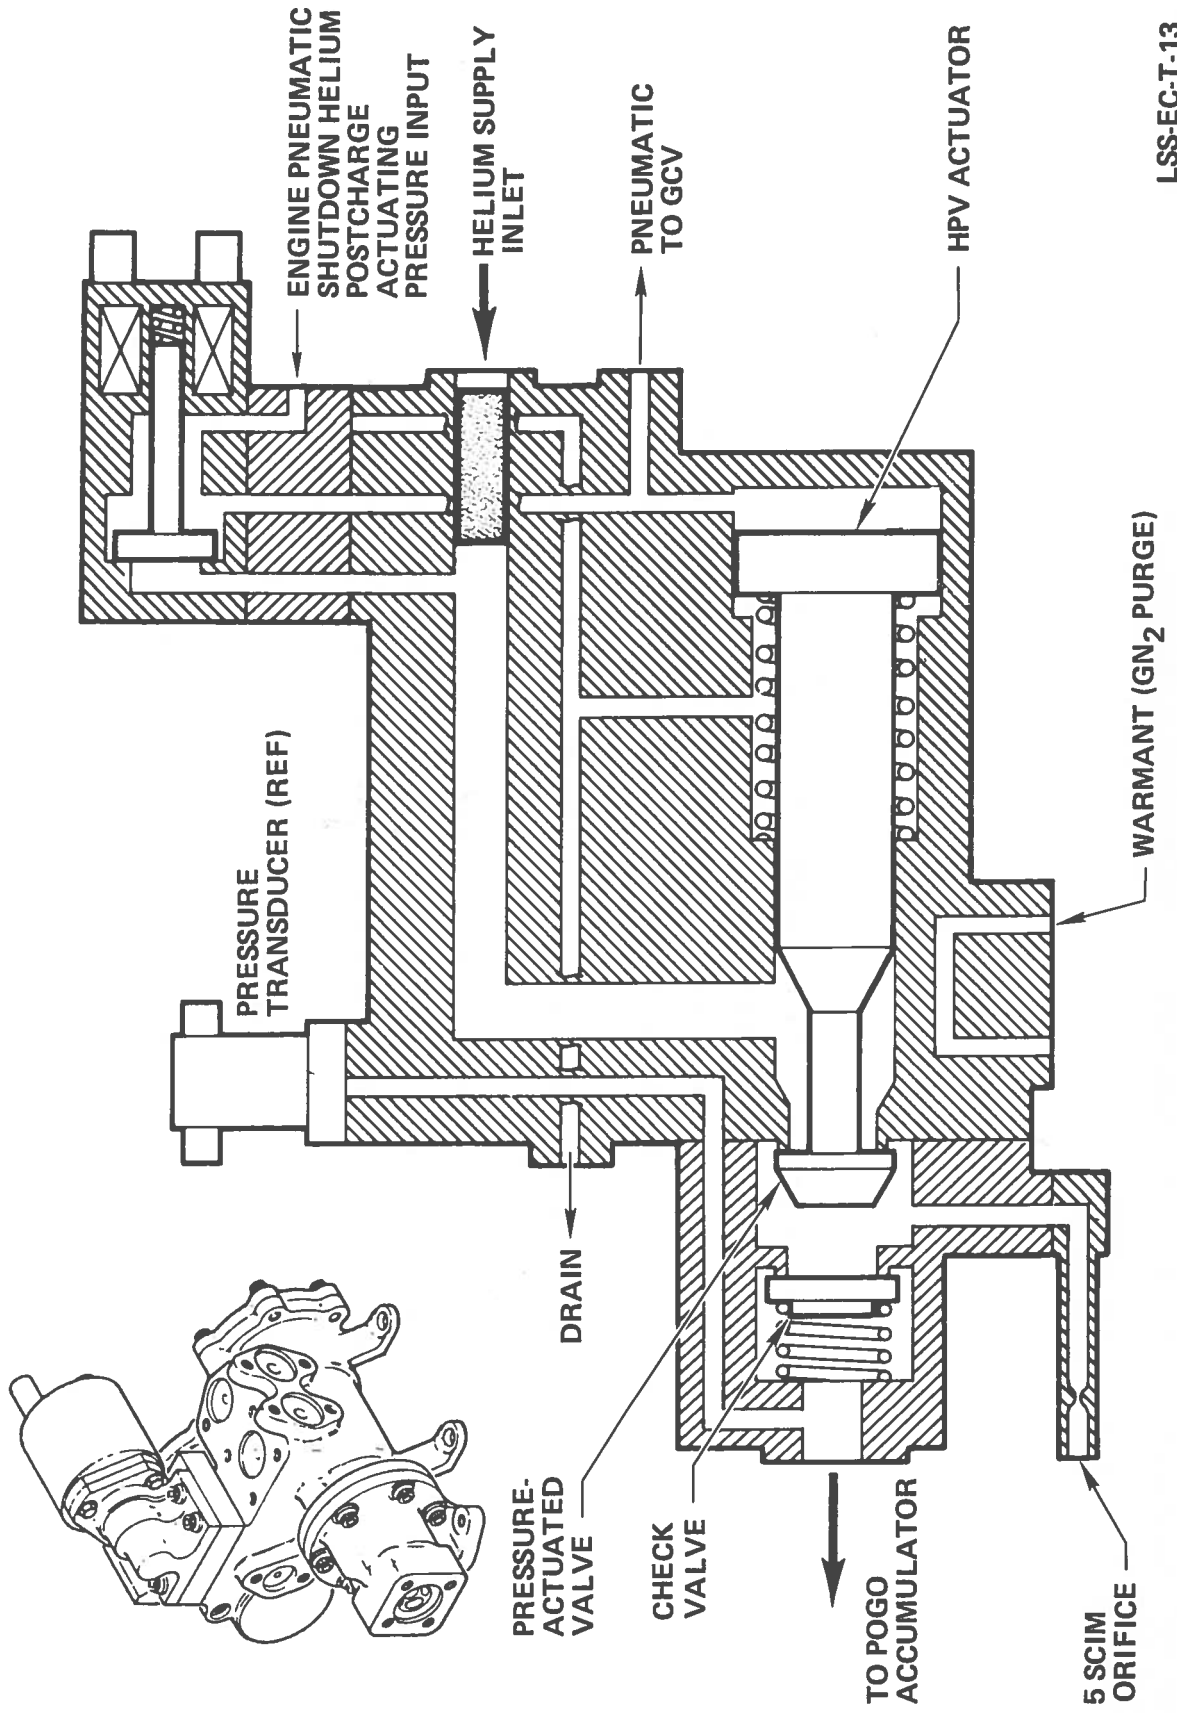 ENGINE PNEUMATIC
SHUTDOWN HELIUM
POSTCHARGE
ACTUATING
PRESSURE INPUT
HELIUM SUPPLY
INLET
PNEUMATIC
TO GCV
HPV ACTUATOR
PRESSURE
TRANSDUCER (REF)
WARMANT (GN2 PURGE)
DRAIN
PRESSURE-
ACTUATED
VALVE
CHECK
VALVE
TO POGO
ACCUMULATOR
5 SCIM
ORIFICE
LSS-EC-T-13